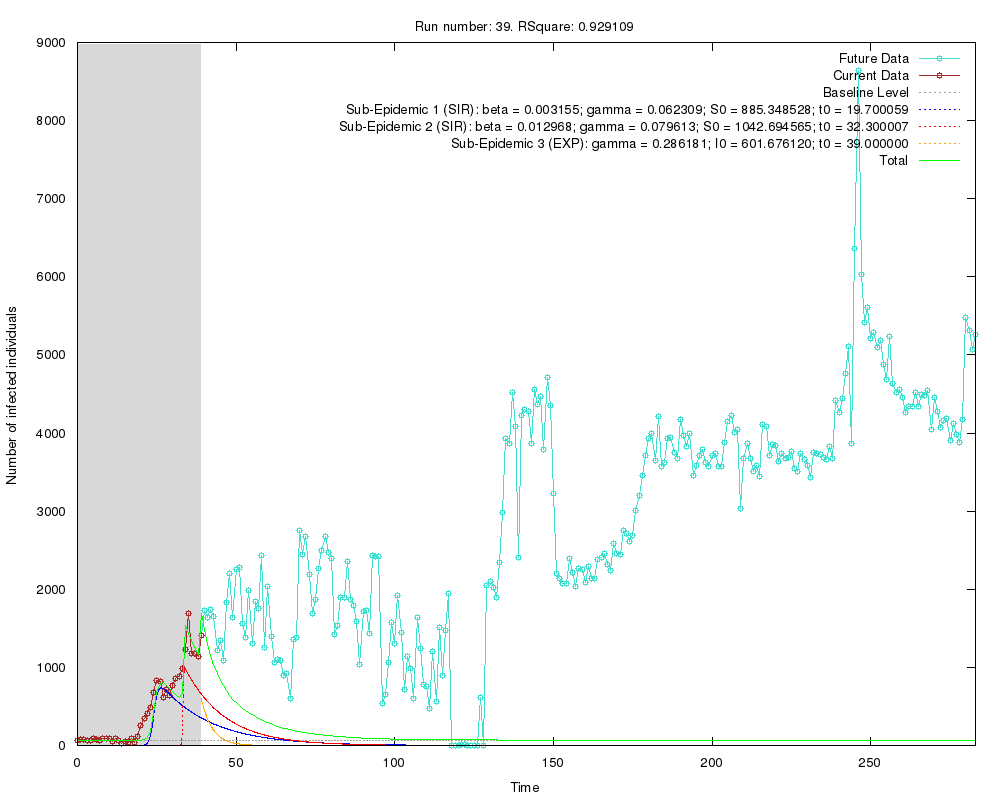 Run number: 39. RSquare: 0.929109
9000
8000
7000
6000
5000
4000
3000
2000
1000
0
Number of infected individuals
Future Data
Current Data
Baseline Level
Sub-Epidemic 1 (SIR): beta = 0.003155; gamma = 0.062309; S0 = 885.348528; t0 = 19.700059
Sub-Epidemic 2 (SIR): beta = 0.012968; gamma = 0.079613; S0 = 1042.694565; t0 = 32.300007
Sub-Epidemic 3 (EXP): gamma = 0.286181; I0 = 601.676120; t0 = 39.000000
Total
0 50 100 150 200 250
Time